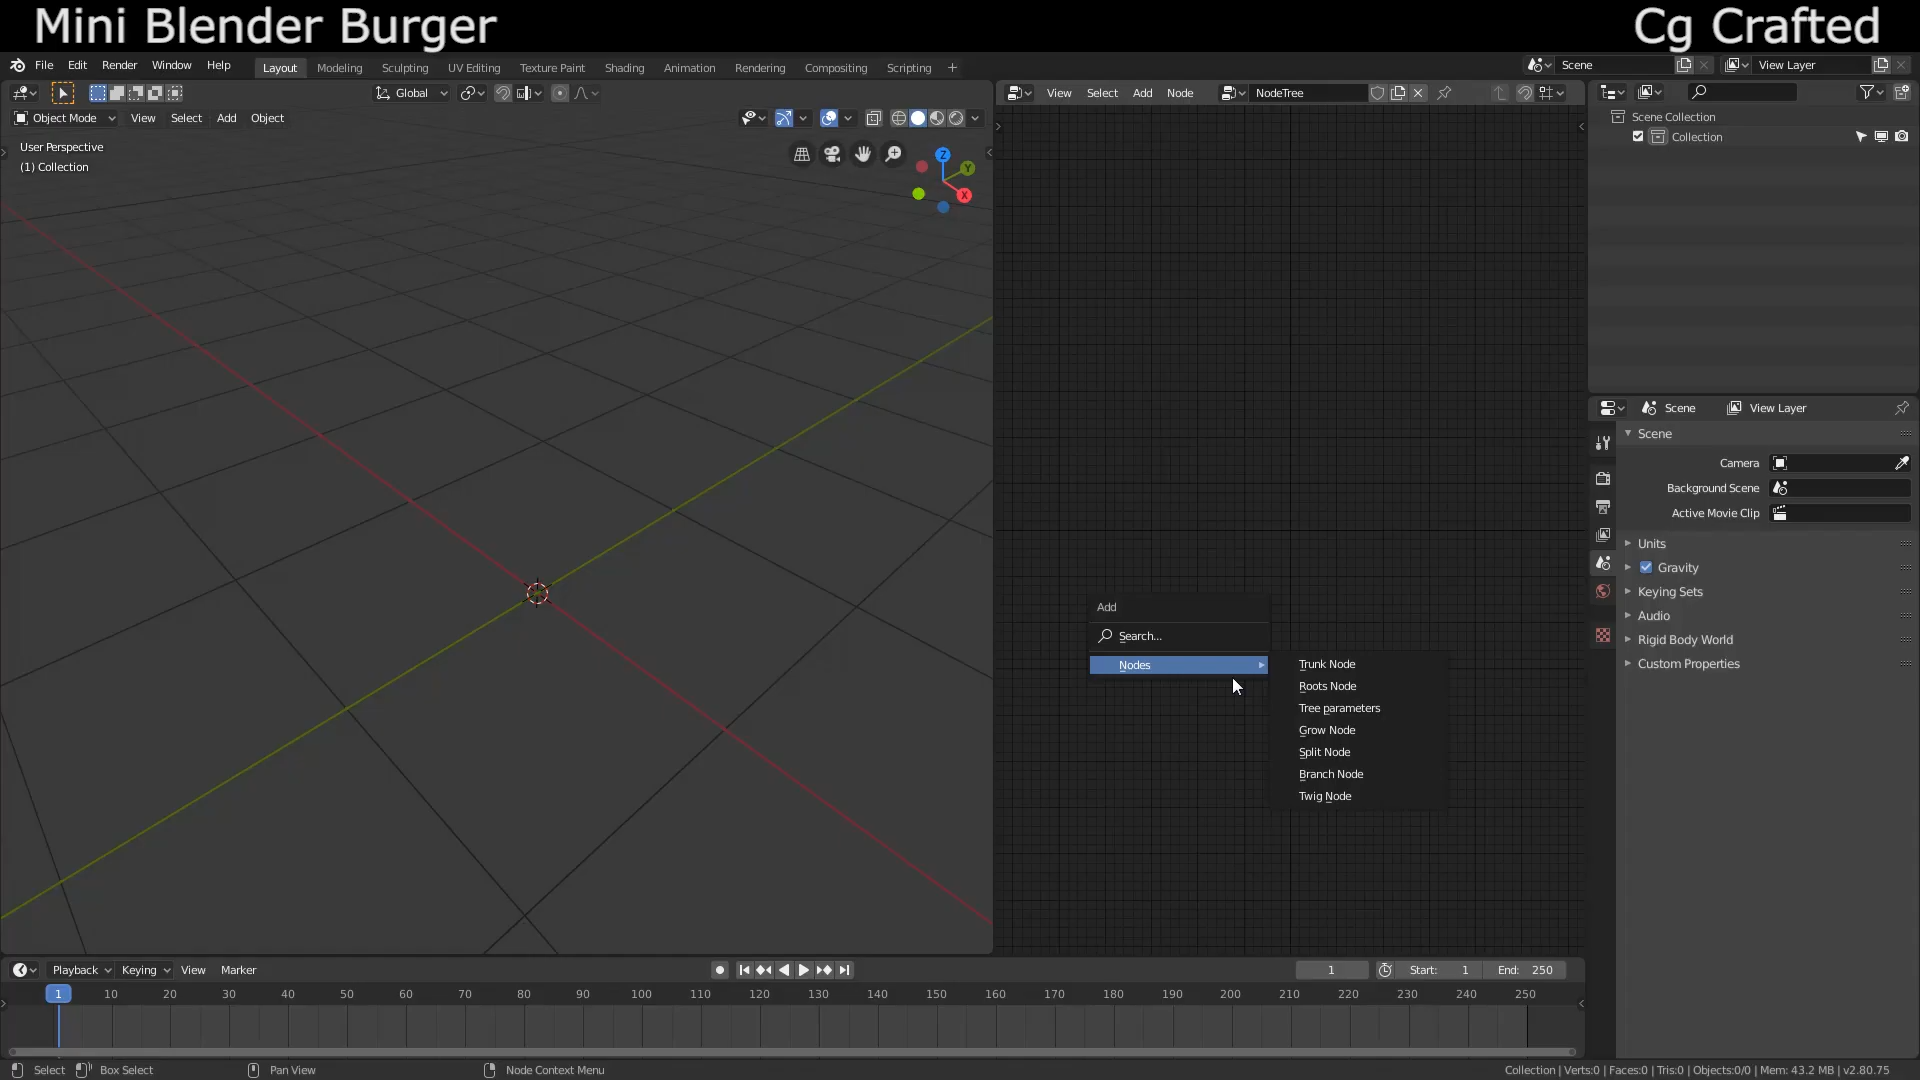 Mini Blender Burger
Cg Crafted
File Edit Render Window Help
Layout Modeling Sculpting UV Editing Texture Paint Shading Animation Rendering Compositing Scripting +
Scene
View Layer
Global
Object Mode View Select Add Object
User Perspective
(1) Collection
Z
Y
X
View Select Add Node
NodeTree
Add
Search...
Nodes
Trunk Node
Roots Node
Tree parameters
Grow Node
Split Node
Branch Node
Twig Node
Scene Collection
Collection
Scene
View Layer
Scene
Camera
Background Scene
Active Movie Clip
Units
Gravity
Keying Sets
Audio
Rigid Body World
Custom Properties
Playback Keying View Marker
1
Start: 1
End: 250
1 10 20 30 40 50 60 70 80 90 100 110 120 130 140 150 160 170 180 190 200 210 220 230 240 250
Select
Box Select
Pan View
Node Context Menu
Collection | Verts:0 | Faces:0 | Tris:0 | Objects:0/0 | Mem: 43.2 MB | v2.80.75